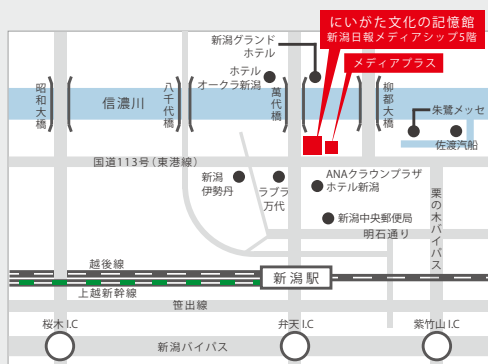 にいがた文化の記憶館
新潟日報メディアシップ5階
メディアプラス
新潟グランド
ホテル
ホテル
オークラ新潟
昭和大橋
信濃川
八千代橋
萬代橋
柳都大橋
朱鷺メッセ
佐渡汽船
国道113号(東港線)
新潟
伊勢丹
ラブラ
万代
ANAクラウンプラザ
ホテル新潟
新潟中央郵便局
明石通り
栗の木バイパス
越後線
上越新幹線
新潟駅
笹出線
桜木I.C
弁天I.C
紫竹山I.C
新潟バイパス